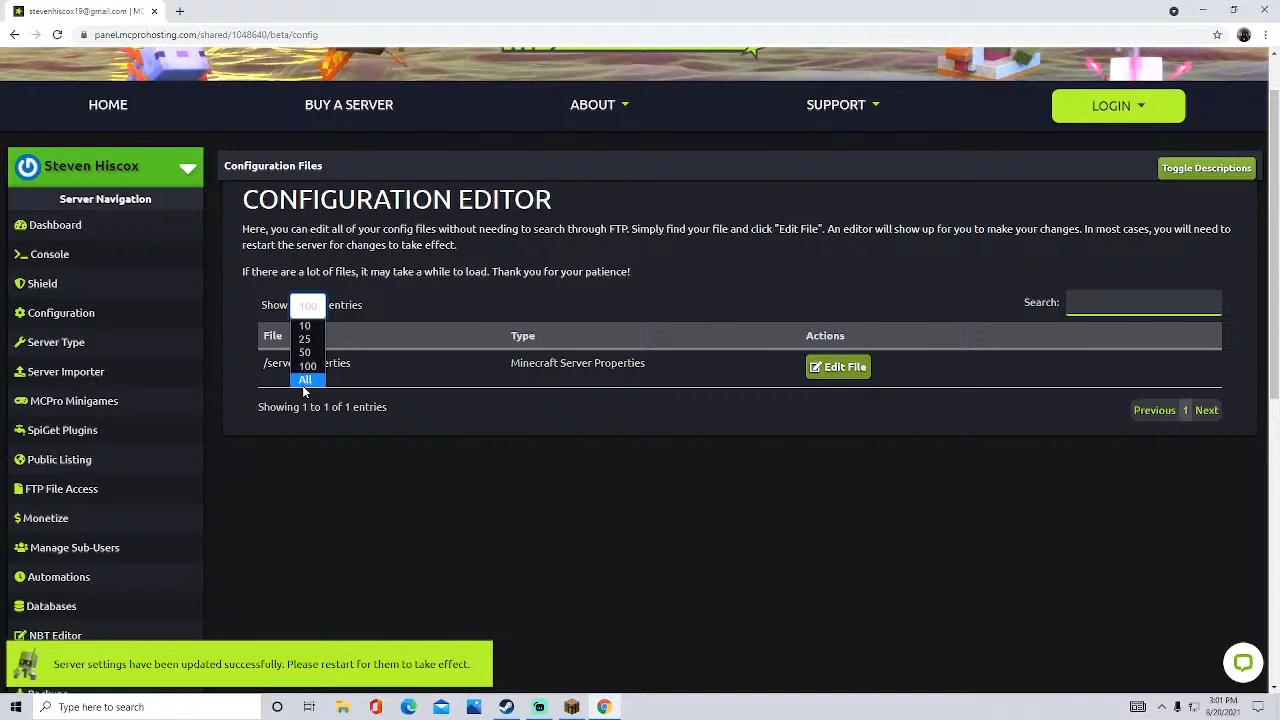 stevenhiscox19@gmail.com | MC
panel.mcprohosting.com/shared/1048640/beta/config
HOME
BUY A SERVER
ABOUT
SUPPORT
LOGIN
Steven Hiscox
Server Navigation
Dashboard
Console
Shield
Configuration
Server Type
Server Importer
MCPro Minigames
SpiGet Plugins
Public Listing
FTP File Access
Monetize
Manage Sub-Users
Automations
Databases
NBT Editor
Configuration Files
Toggle Descriptions
CONFIGURATION EDITOR
Here, you can edit all of your config files without needing to search through FTP. Simply find your file and click "Edit File". An editor will show up for you to make your changes. In most cases, you will need to
restart the server for changes to take effect.
If there are a lot of files, it may take a while to load. Thank you for your patience!
Show 100 entries
Search:
10
25
50
100
All
File Type Actions
/serv erties Minecraft Server Properties Edit File
Showing 1 to 1 of 1 entries
Previous 1 Next
Server settings have been updated successfully. Please restart for them to take effect.
Type here to search
3:01 PM
8/20/2021